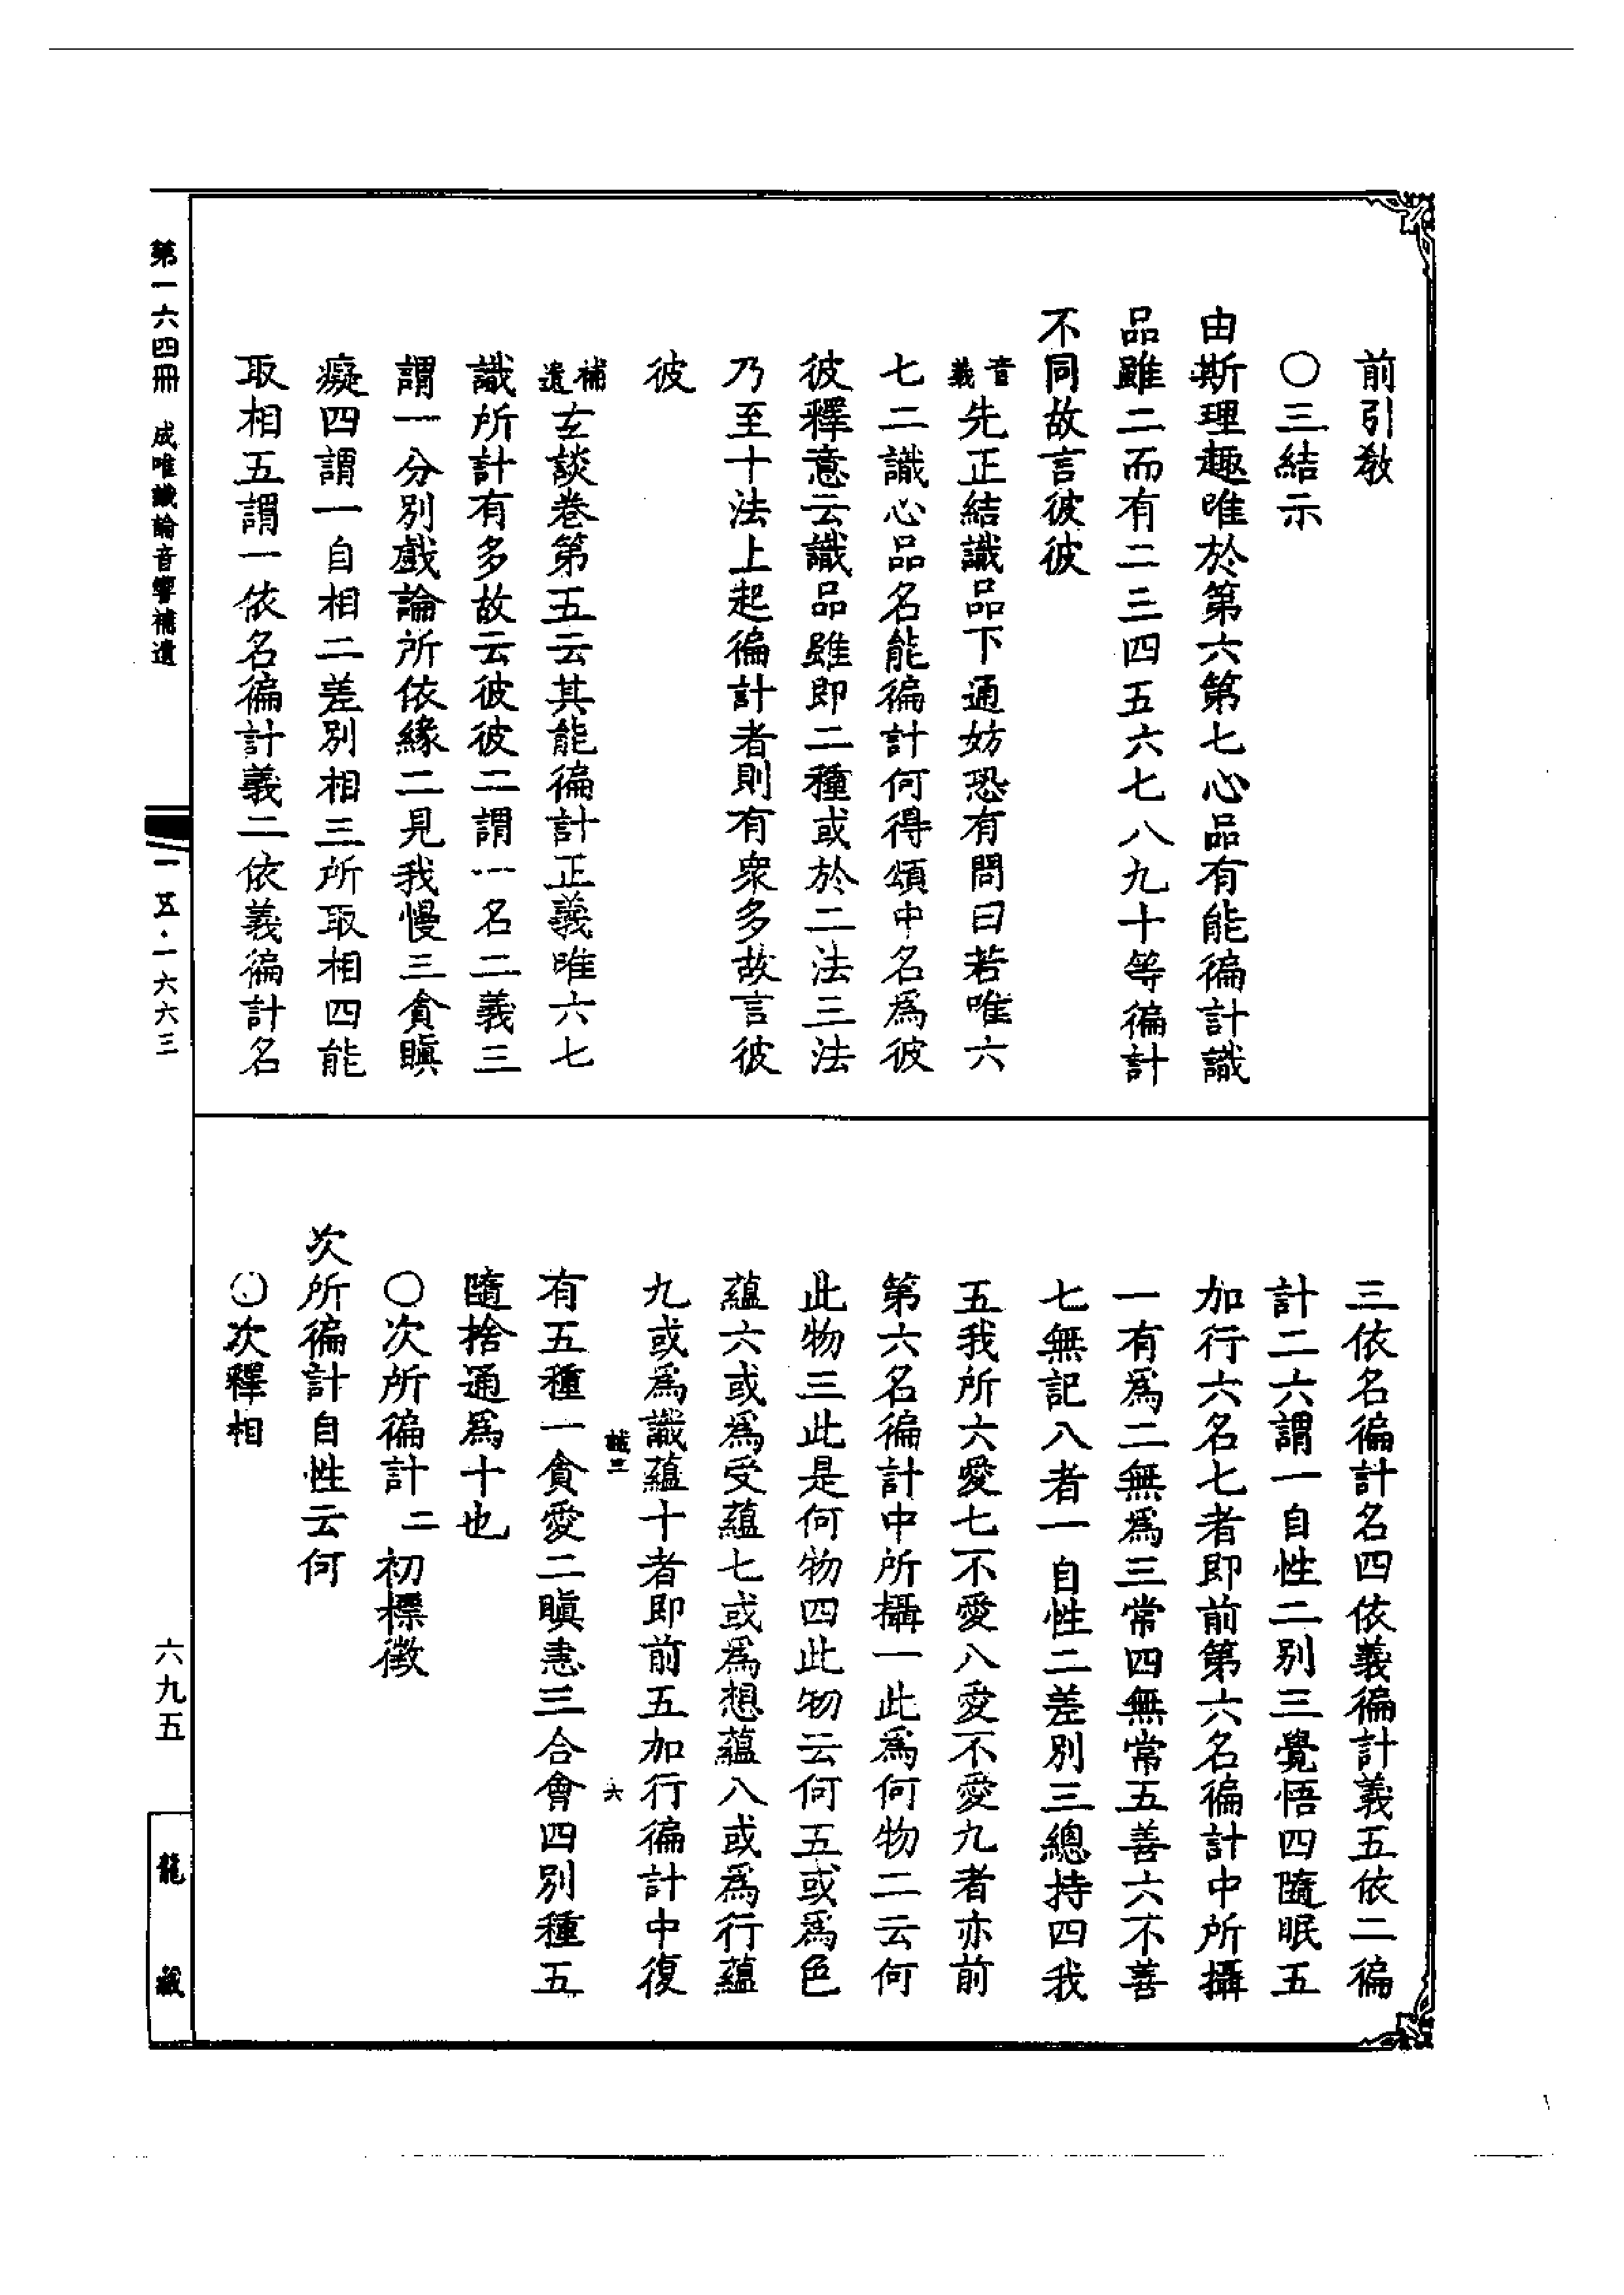 前引教
〇三結示
由斯理趣唯於第六第七心品有能徧計識
品雖二而有二三四五六七八九十等徧計
不同故言彼彼
音義先正結識品下通妨恐有問曰若唯六
七二識心品名能徧計何得頌中名爲彼
彼釋意云識品雖即二種或於二法三法
乃至十法上起徧計者則有衆多故言彼
彼
補遺玄談卷第五云其能徧計正義唯六七
識所計有多故云彼彼二謂一名二義三
謂一分別戲論所依緣二見我慢三貪瞋
癡四謂一自相二差別相三所取相四能
取相五謂一依名徧計義二依義徧計名
三依名徧計名四依義徧計義五依二徧
計二六謂一自性二別三覺悟四隨眠五
加行六名七者即前第六名徧計中所攝
一有爲二無爲三常四無常五善六不善
七無記八者一自性二差別三總持四我
五我所六愛七不愛八愛不愛九者亦前
第六名徧計中所攝一此爲何物二云何
此物三此是何物四此物云何五或爲色
蘊六或爲受蘊七或爲想蘊八或爲行蘊
九或爲識蘊十者即前五加行徧計中復
誠三 六
有五種一貪愛二瞋恚三合會四別種五
隨捨通爲十也
〇次所徧計二 初標徵
次所徧計自性云何
〇次釋相
第一六四冊 成唯識論音響補遺
一五·一六六三
六九五
龍藏